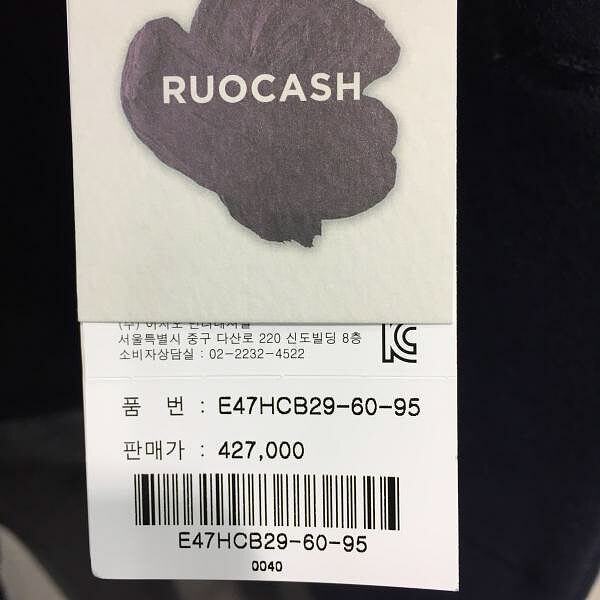 RUOCASH
서울특별시 중구 다산로 220 신도빌딩 8층
소비자상담실 : 02-2232-4522
품 번 : E47HCB29-60-95
판매가 : 427,000
E47HCB29-60-95
0040